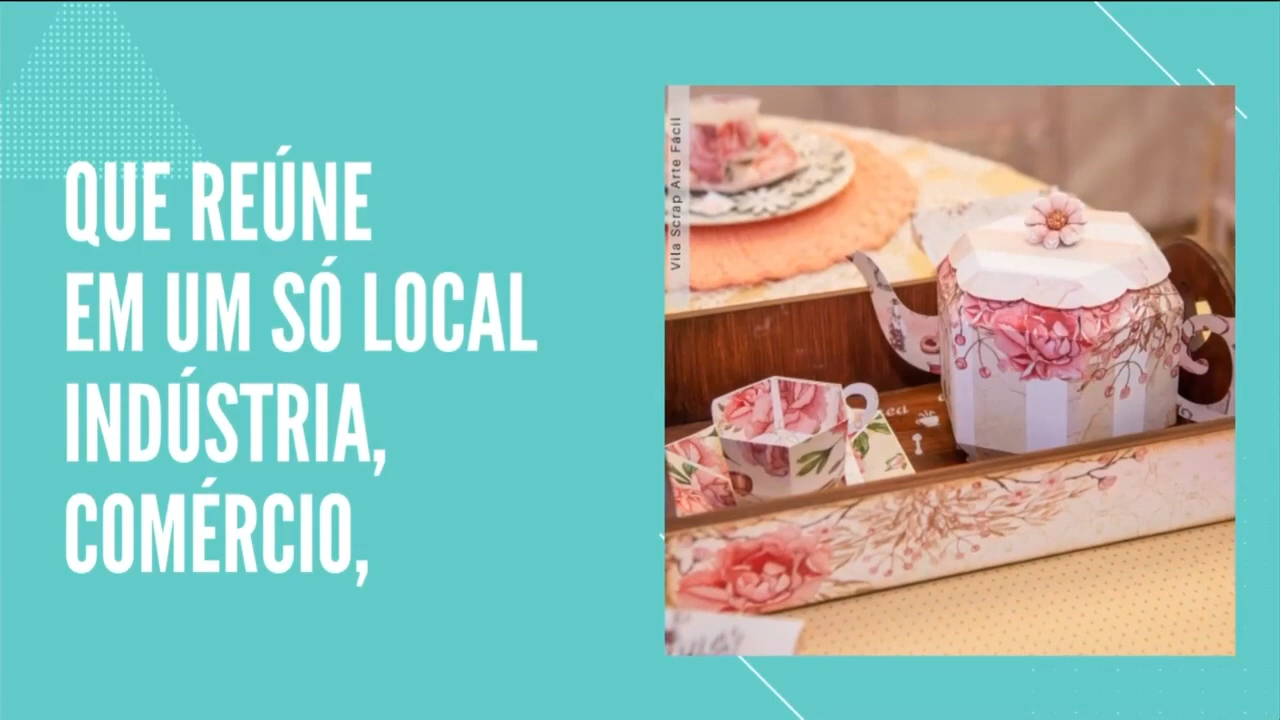 QUE REÚNE
EM UM SÓ LOCAL
INDÚSTRIA,
COMÉRCIO,
Vila Scrap Arte Fácil